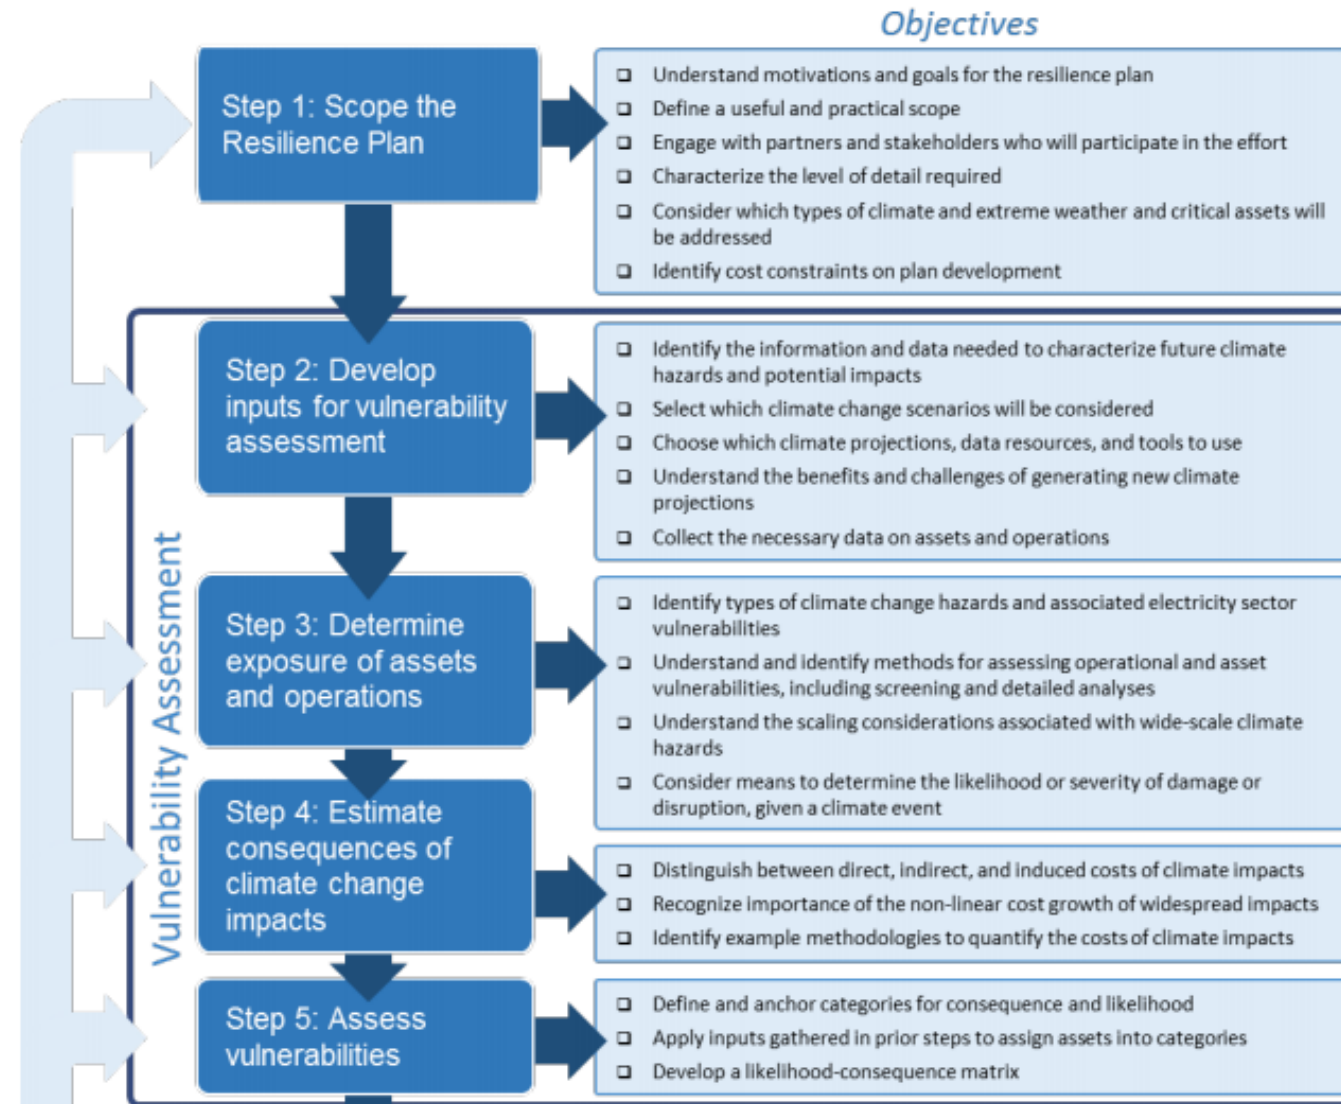 Objectives
Step 1: Scope the
Resilience Plan
Understand motivations and goals for the resilience plan
Define a useful and practical scope
Engage with partners and stakeholders who will participate in the effort
Characterize the level of detail required
Consider which types of climate and extreme weather and critical assets will
be addressed
Identify cost constraints on plan development
Vulnerability Assessment
Step 2: Develop
inputs for vulnerability
assessment
Identify the information and data needed to characterize future climate
hazards and potential impacts
Select which climate change scenarios will be considered
Choose which climate projections, data resources, and tools to use
Understand the benefits and challenges of generating new climate
projections
Collect the necessary data on assets and operations
Step 3: Determine
exposure of assets
and operations
Identify types of climate change hazards and associated electricity sector
vulnerabilities
Understand and identify methods for assessing operational and asset
vulnerabilities, including screening and detailed analyses
Understand the scaling considerations associated with wide-scale climate
hazards
Consider means to determine the likelihood or severity of damage or
disruption, given a climate event
Step 4: Estimate
consequences of
climate change
impacts
Distinguish between direct, indirect, and induced costs of climate impacts
Recognize importance of the non-linear cost growth of widespread impacts
Identify example methodologies to quantify the costs of climate impacts
Step 5: Assess
vulnerabilities
Define and anchor categories for consequence and likelihood
Apply inputs gathered in prior steps to assign assets into categories
Develop a likelihood-consequence matrix